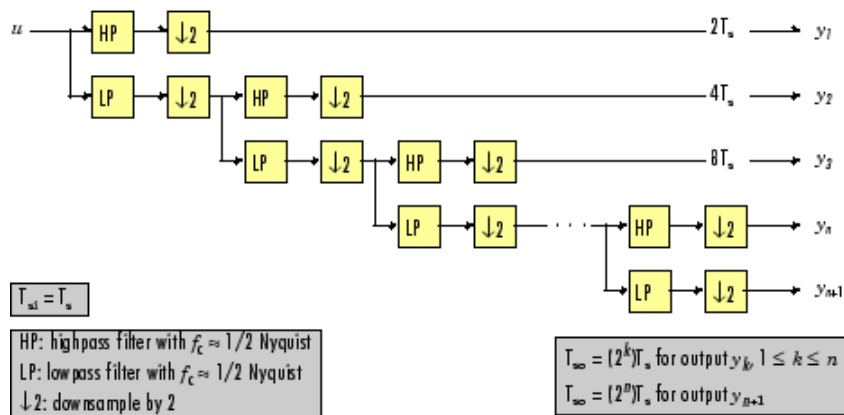 u HP ↓2 2Tₛ y₁
LP ↓2 HP ↓2 4Tₛ y₂
LP ↓2 HP ↓2 8Tₛ y₃
LP ↓2 · · · HP ↓2 yₙ
LP ↓2 yₙ₊₁
Tₛᵢ = Tₛ
HP: highpass filter with f_c ≈ 1/2 Nyquist
LP: lowpass filter with f_c ≈ 1/2 Nyquist
↓2: downsample by 2
Tₛₒ = (2ᵏ)Tₛ for output yₖ, 1 ≤ k ≤ n
Tₛₒ = (2ⁿ)Tₛ for output yₙ₊₁